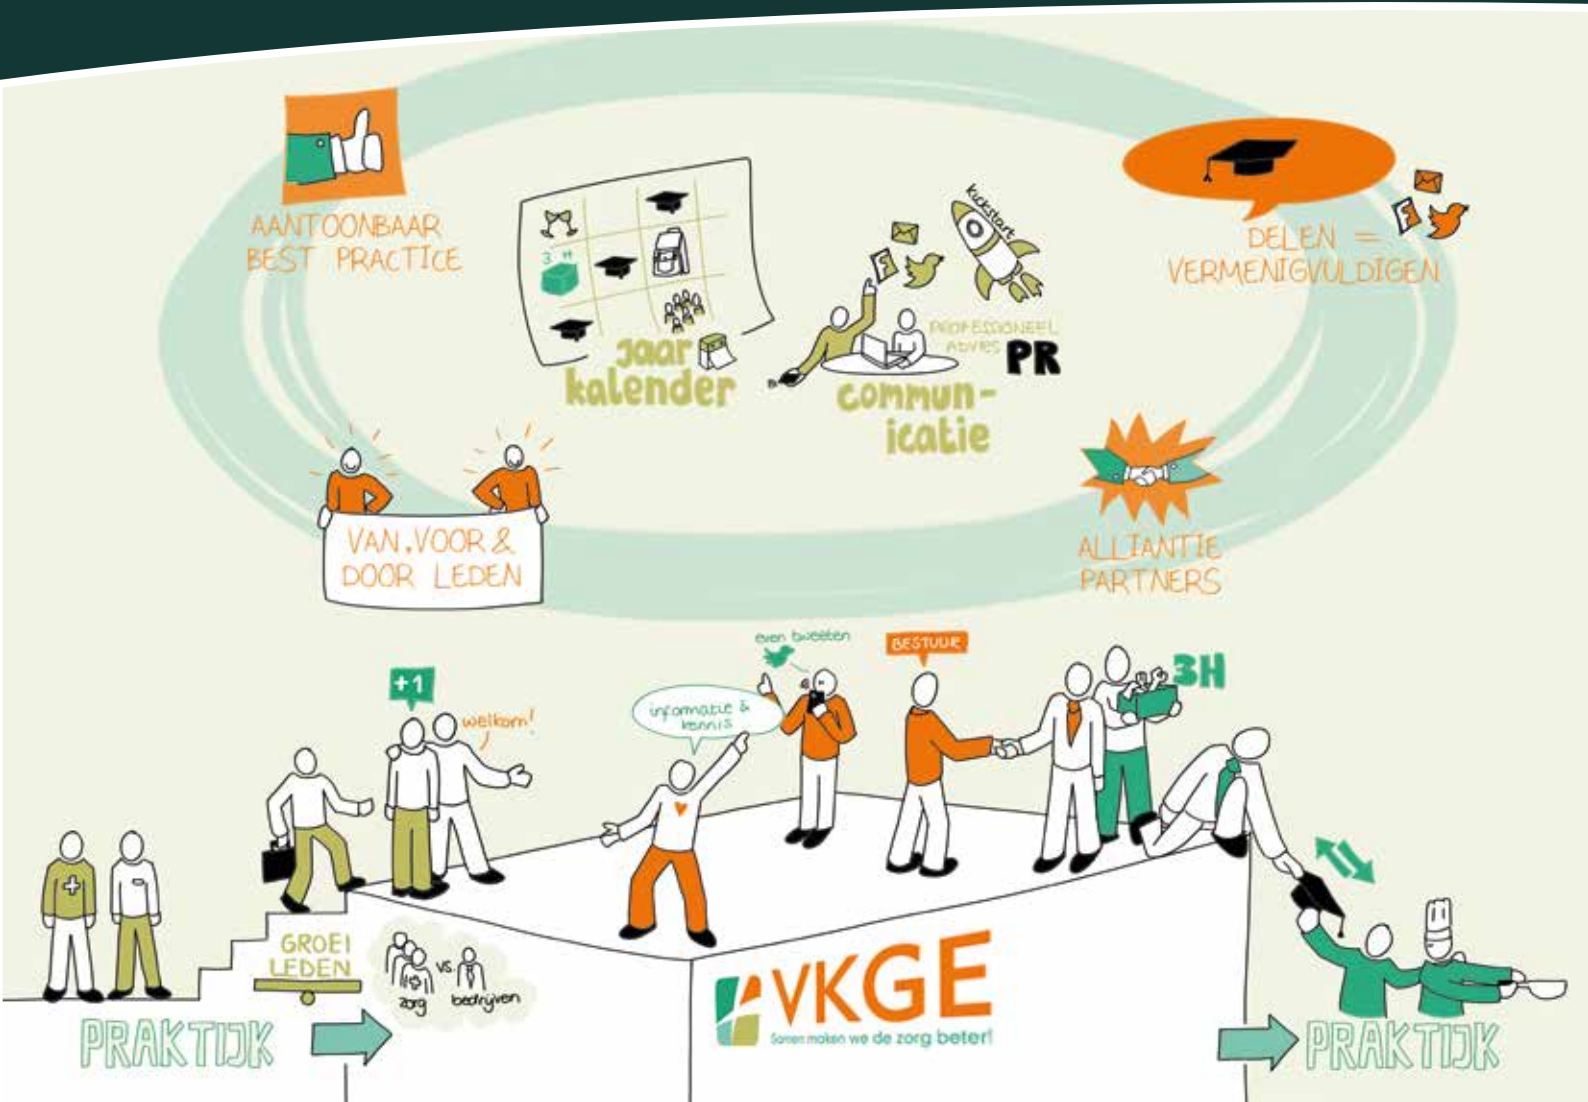 AANTOONBAAR
BEST PRACTICE
3 H
Jaar
kalender
kickstart
PROFESSIONEEL
ADVIES PR
commun-
icatie
DELEN =
VERMENIGVULDIGEN
VAN, VOOR &
DOOR LEDEN
ALLIANTIE
PARTNERS
+1
welkom!
informatie &
kennis
even tweeten
BESTUUR
3H
GROEI
LEDEN
vs.
zorg
bedrijven
VKGE
Samen maken we de zorg beter!
PRAKTIJK
PRAKTIJK